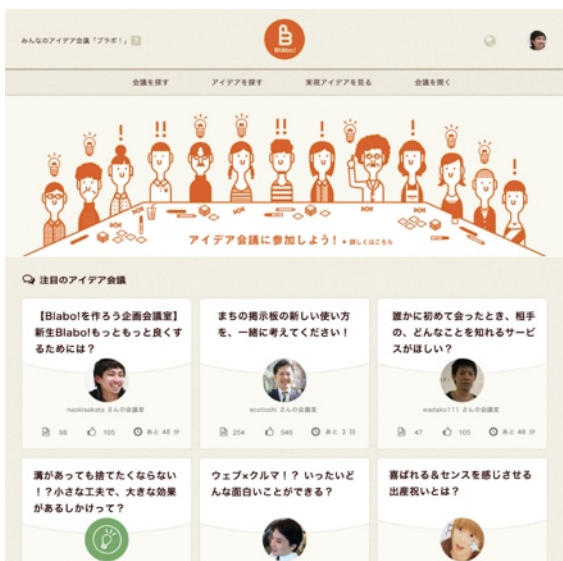 みんなのアイデア会議「ブラボ！」 ?
B
Blabo!
会議を探す アイデアを探す 実現アイデアを見る 会議を開く
アイデア会議に参加しよう！ ▶ 詳しくはこちら
注目のアイデア会議
【Blabo!を作ろう企画会議室】
新生Blabo!もっともっと良くす
るためには？
naokisakata さんの会議室
98 105 あと 48 分
まちの掲示板の新しい使い方
を、一緒に考えてください！
ecotoshi さんの会議室
254 546 あと 3 日
誰かに初めて会ったとき、相手
の、どんなことを知れるサービ
スがほしい？
wadako111 さんの会議室
47 105 あと 48 分
溝があっても捨てたくならない
！？小さな工夫で、大きな効果
があるしかけって？
ウェブ×クルマ！？ いったいど
んな面白いことができる？
喜ばれる＆センスを感じさせる
出産祝いとは？